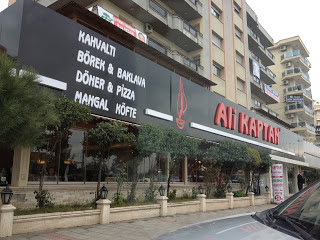 KAHVALTI
BÖREK & BAKLAVA
DÖNER & PİZZA
MANGAL KÖFTE
Ali KAPTAN